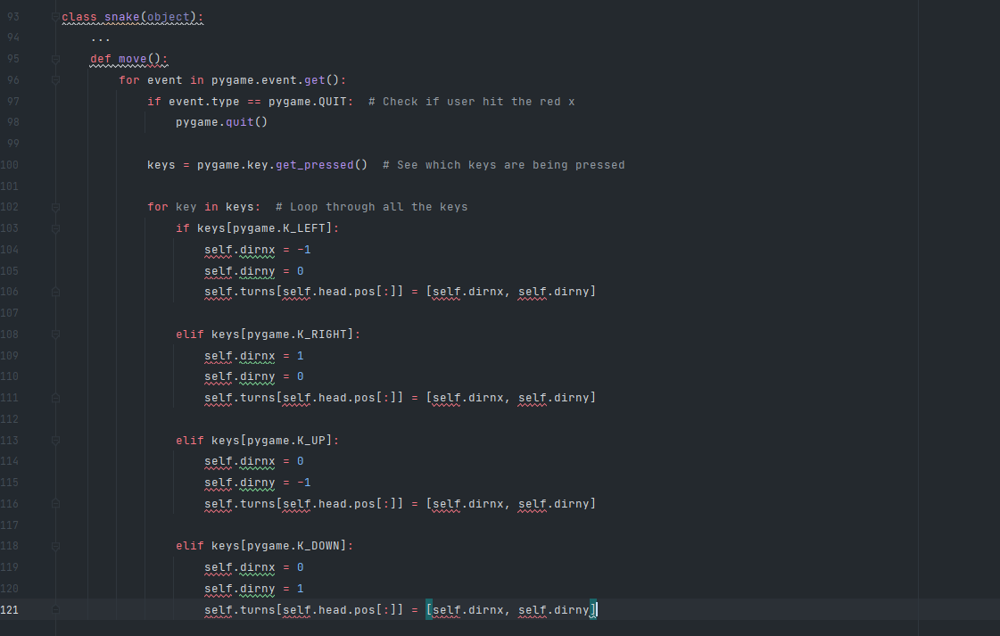 93 class snake(object):
94     ...
95     def move():
96         for event in pygame.event.get():
97             if event.type == pygame.QUIT:  # Check if user hit the red x
98                 pygame.quit()
99
100             keys = pygame.key.get_pressed()  # See which keys are being pressed
101
102             for key in keys:  # Loop through all the keys
103                 if keys[pygame.K_LEFT]:
104                     self.dirnx = -1
105                     self.dirny = 0
106                     self.turns[self.head.pos[:]] = [self.dirnx, self.dirny]
107
108                 elif keys[pygame.K_RIGHT]:
109                     self.dirnx = 1
110                     self.dirny = 0
111                     self.turns[self.head.pos[:]] = [self.dirnx, self.dirny]
112
113                 elif keys[pygame.K_UP]:
114                     self.dirnx = 0
115                     self.dirny = -1
116                     self.turns[self.head.pos[:]] = [self.dirnx, self.dirny]
117
118                 elif keys[pygame.K_DOWN]:
119                     self.dirnx = 0
120                     self.dirny = 1
121                     self.turns[self.head.pos[:]] = [self.dirnx, self.dirny]